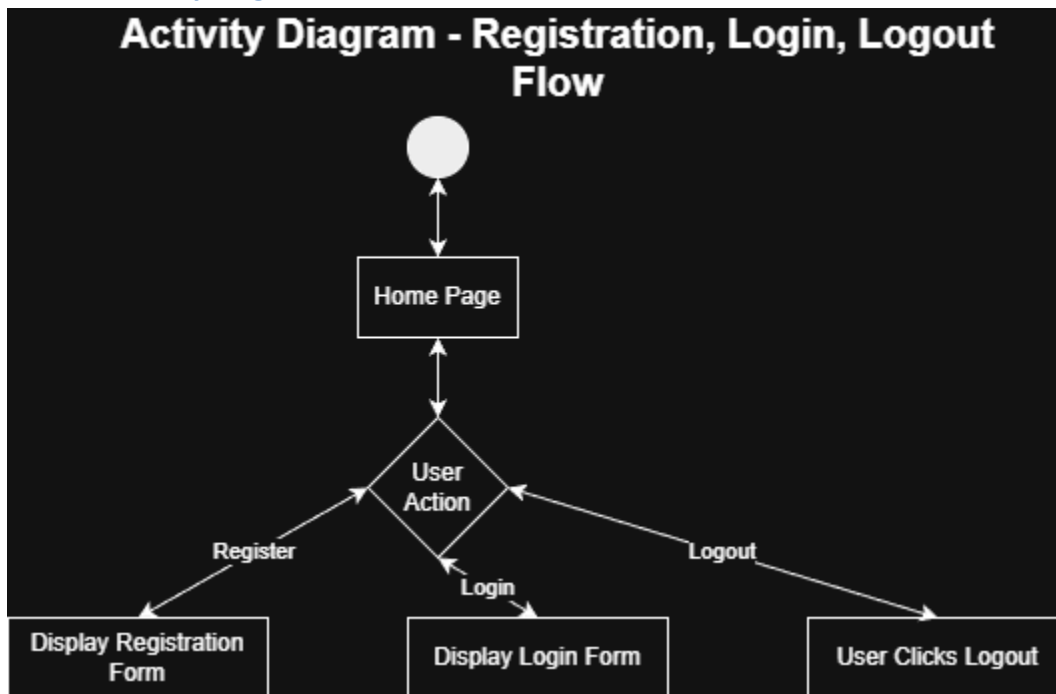 Activity Diagram - Registration, Login, Logout
Flow
Home Page
User
Action
Register
Logout
Login
Display Registration
Form
Display Login Form
User Clicks Logout